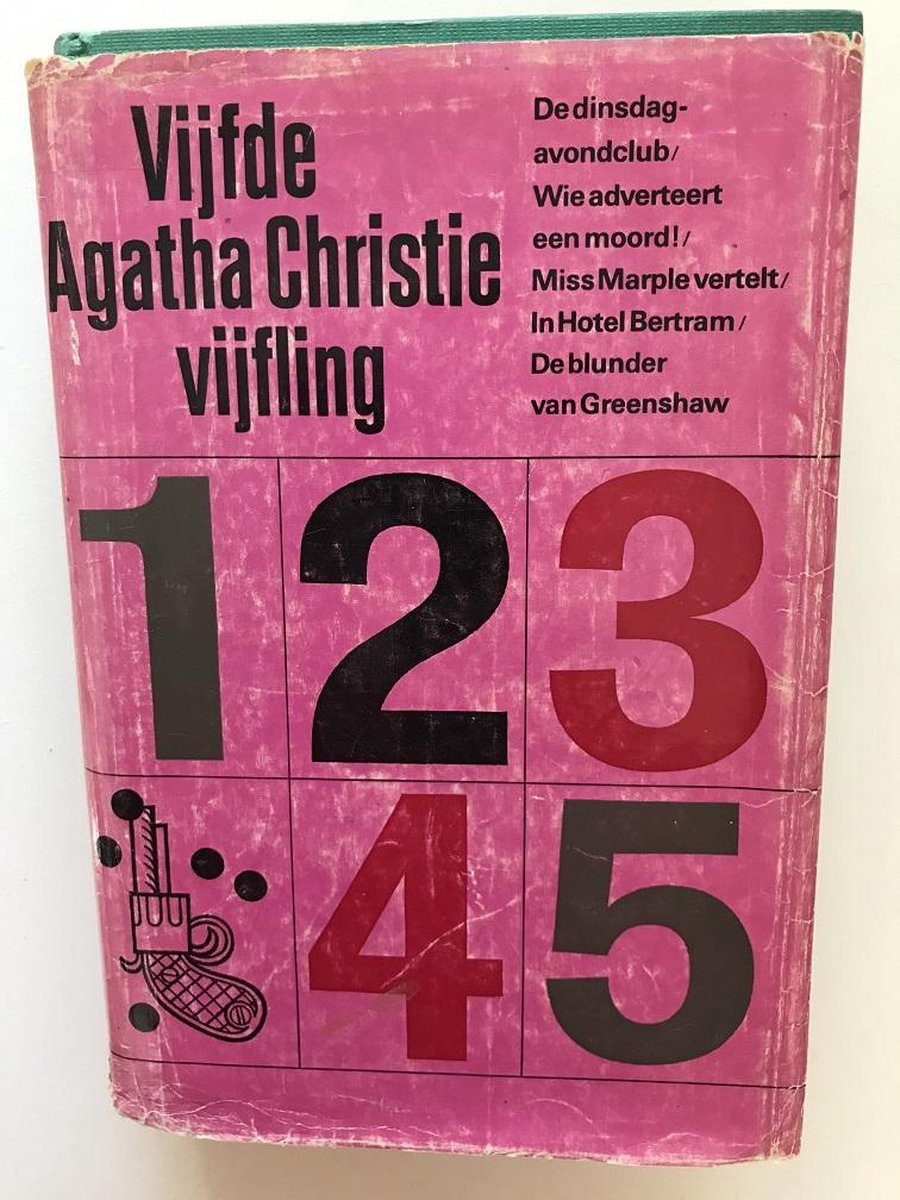 Vijfde
Agatha Christie
vijfling
De dinsdag-
avondclub/
Wie adverteert
een moord!/
Miss Marple vertelt/
In Hotel Bertram/
De blunder
van Greenshaw
1 2 3
4 5